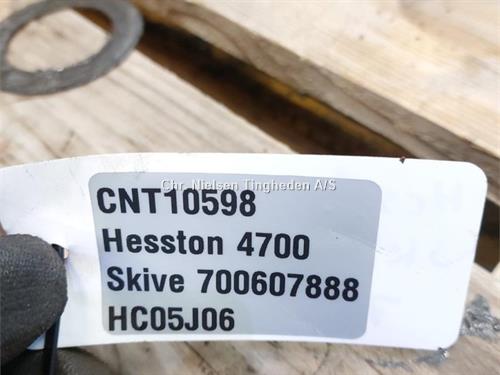 Chr. Nielsen Tingheden A/S
CNT10598
Hesston 4700
Skive 700607888
HC05J06